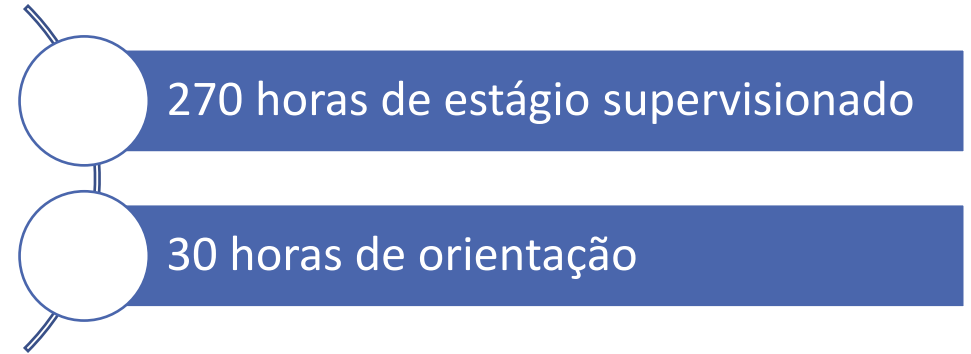 270 horas de estágio supervisionado
30 horas de orientação